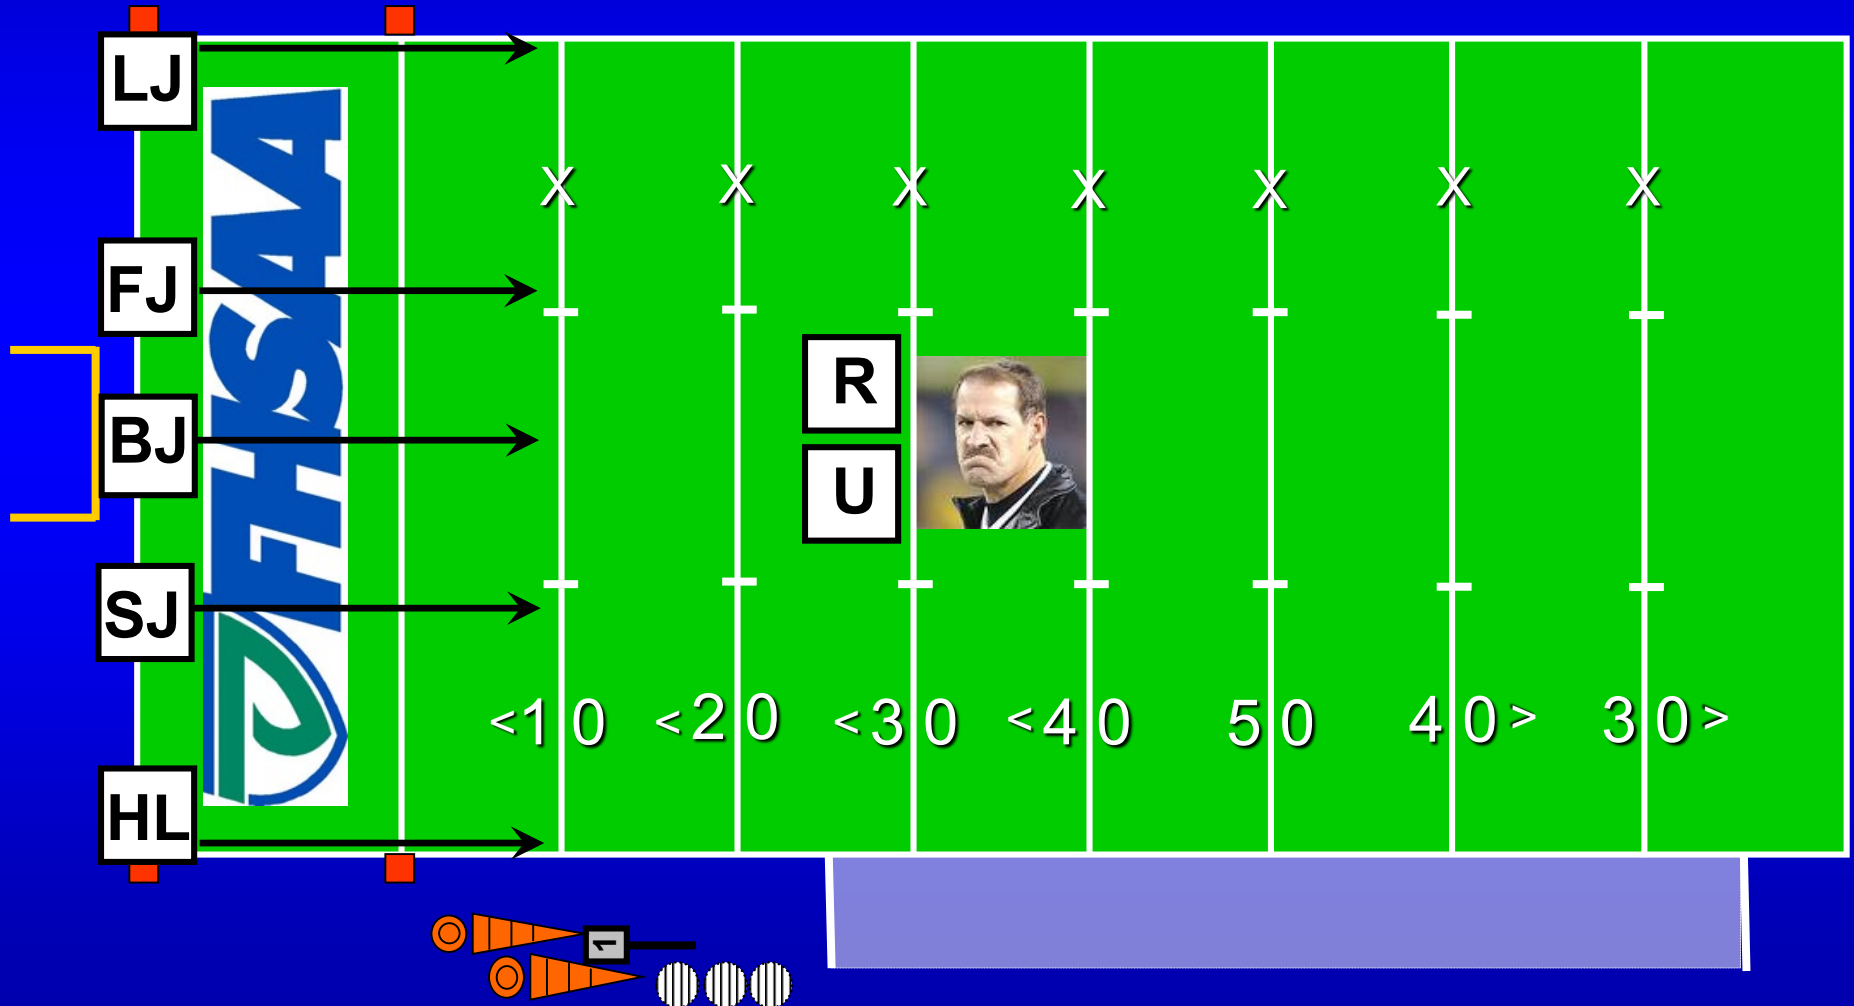 LJ
FHSAA
X X X X X X X
FJ
R
BJ
U
SJ
<10 <20 <30 <40 50 40> 30>
HL
1